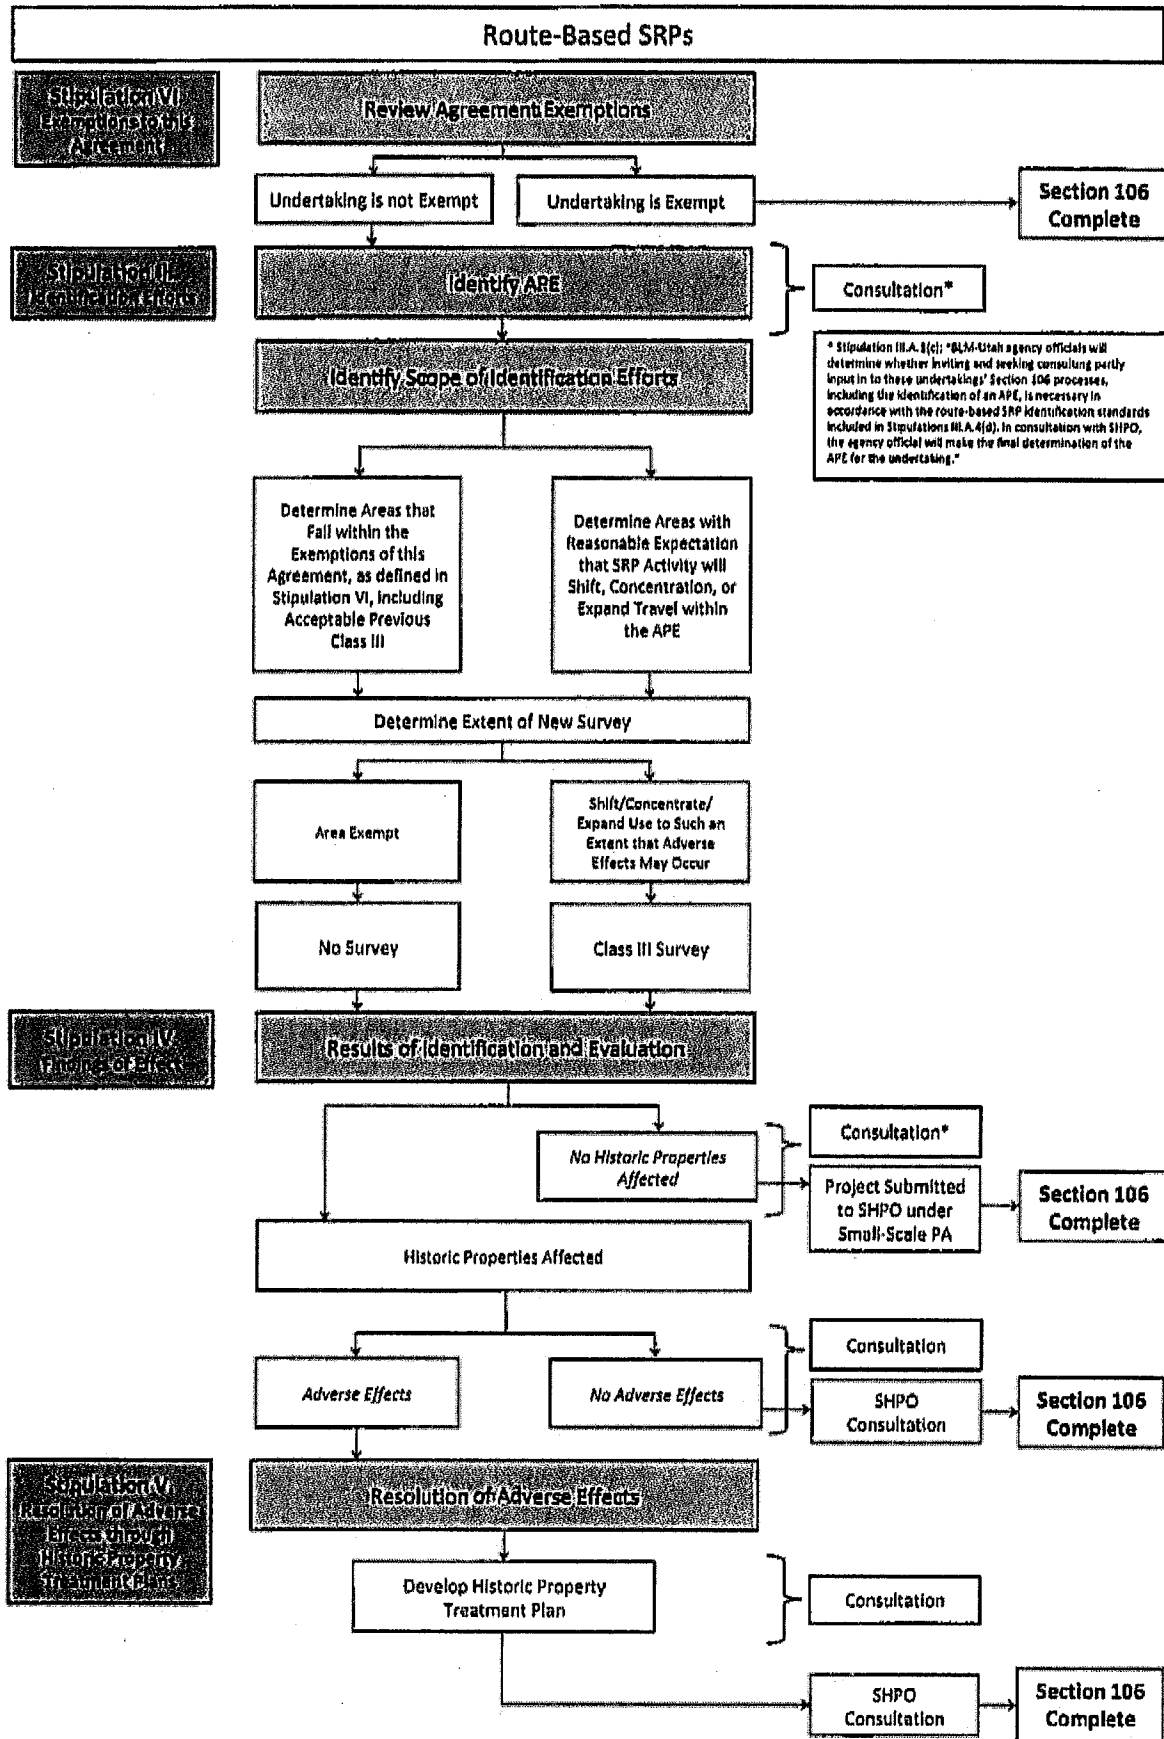 Route-Based SRPs
Stipulation VI
Exemptions to this
Agreement
Review Agreement Exemptions
Undertaking is not Exempt
Undertaking is Exempt
Section 106
Complete
Stipulation III
Identification Efforts
Identify APE
Consultation*
* Stipulation III.A.3(c); "BLM-Utah agency officials will
determine whether inviting and seeking consulting party
input in to these undertakings' Section 106 processes,
including the identification of an APE, is necessary in
accordance with the route-based SRP identification standards
included in Stipulations III.A.4(d). In consultation with SHPO,
the agency official will make the final determination of the
APE for the undertaking."
Identify Scope of Identification Efforts
Determine Areas that
Fall within the
Exemptions of this
Agreement, as defined in
Stipulation VI, including
Acceptable Previous
Class III
Determine Areas with
Reasonable Expectation
that SRP Activity will
Shift, Concentration, or
Expand Travel within
the APE
Determine Extent of New Survey
Area Exempt
Shift/Concentrate/
Expand Use to Such an
Extent that Adverse
Effects May Occur
No Survey
Class III Survey
Stipulation IV
Findings of Effect
Results of Identification and Evaluation
No Historic Properties
Affected
Consultation*
Project Submitted
to SHPO under
Small-Scale PA
Section 106
Complete
Historic Properties Affected
Adverse Effects
No Adverse Effects
Consultation
SHPO
Consultation
Section 106
Complete
Stipulation V
Resolution of Adverse
Effects through
Historic Property
Treatment Plans
Resolution of Adverse Effects
Develop Historic Property
Treatment Plan
Consultation
SHPO
Consultation
Section 106
Complete